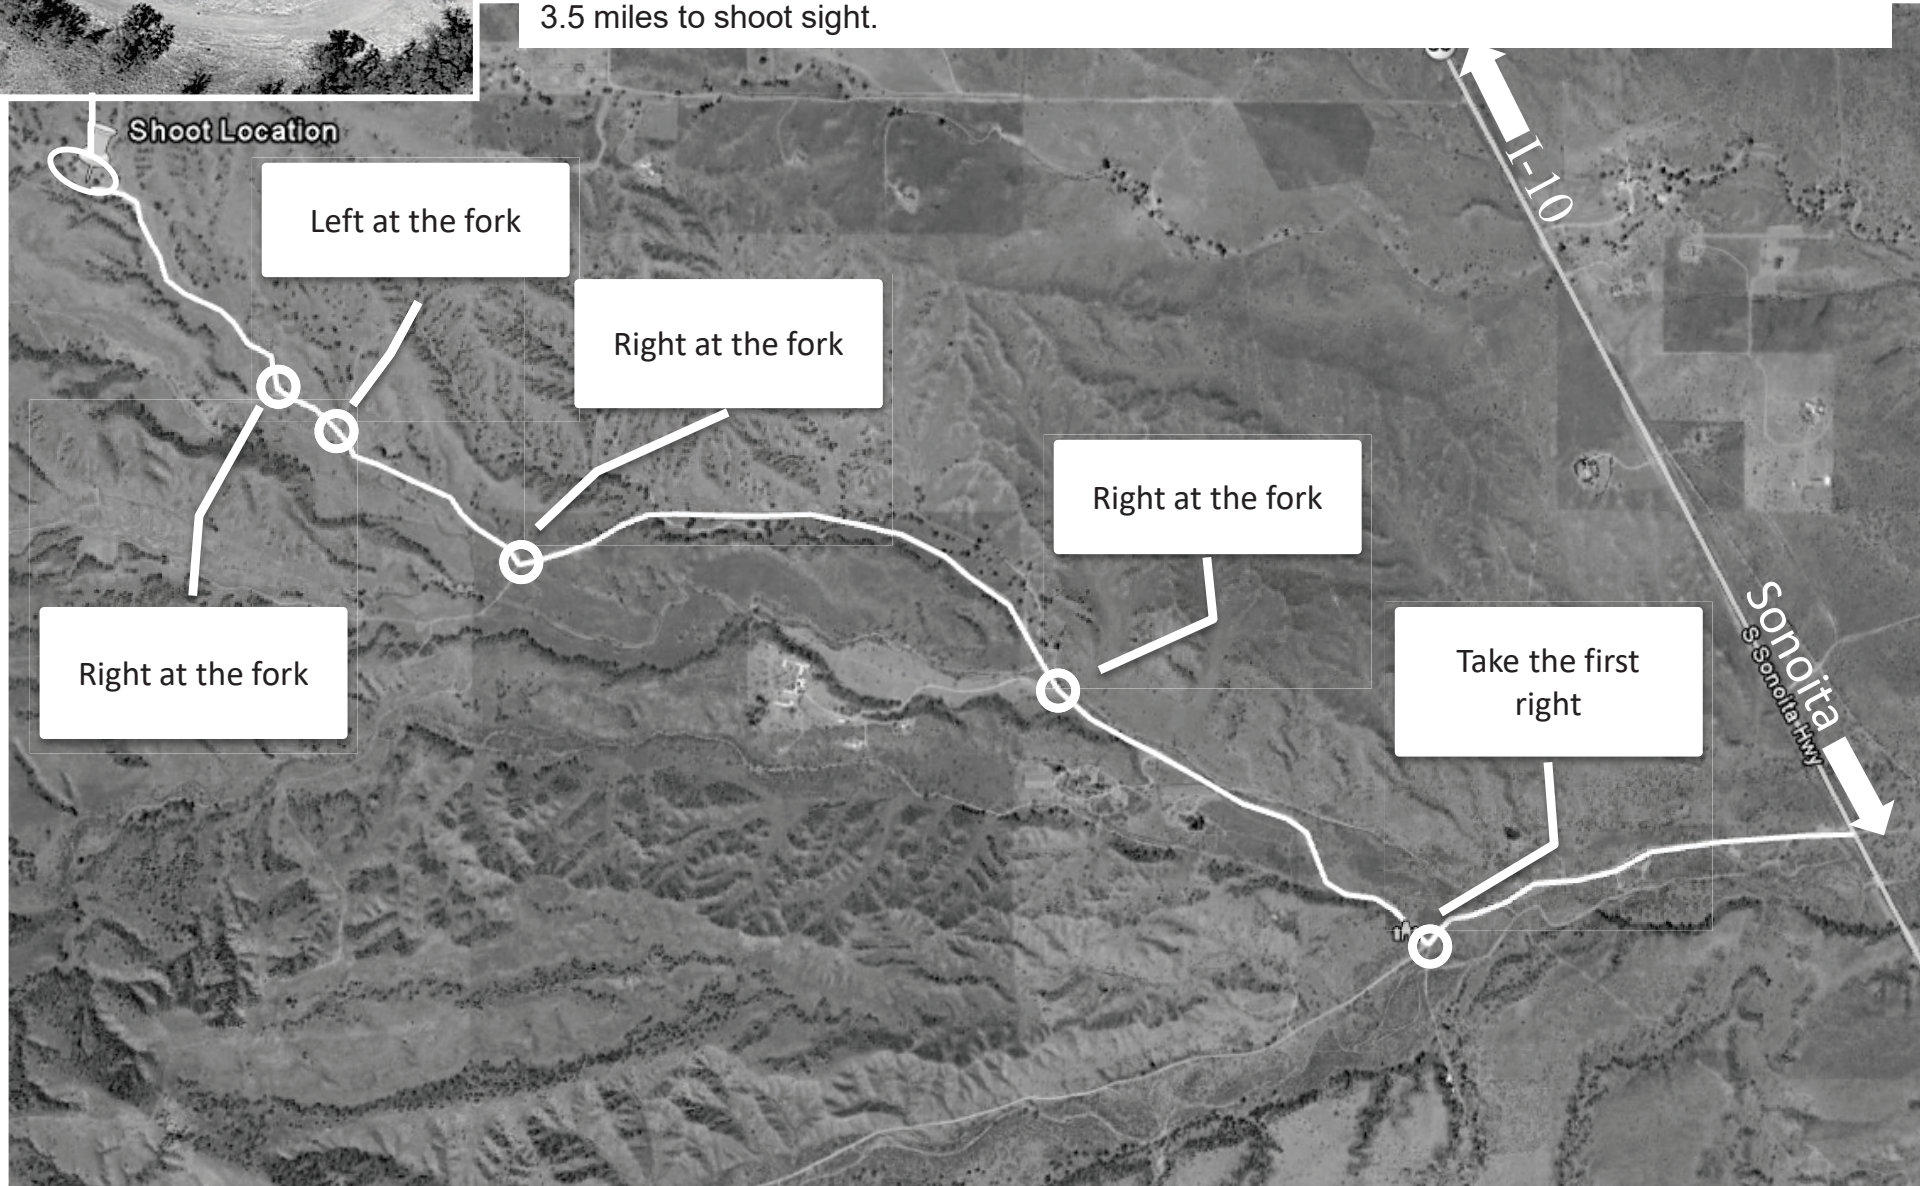 3.5 miles to shoot sight.
Shoot Location
I-10
Left at the fork
Right at the fork
Right at the fork
Right at the fork
Take the first
right
Sonoita
S Sonoita Hwy